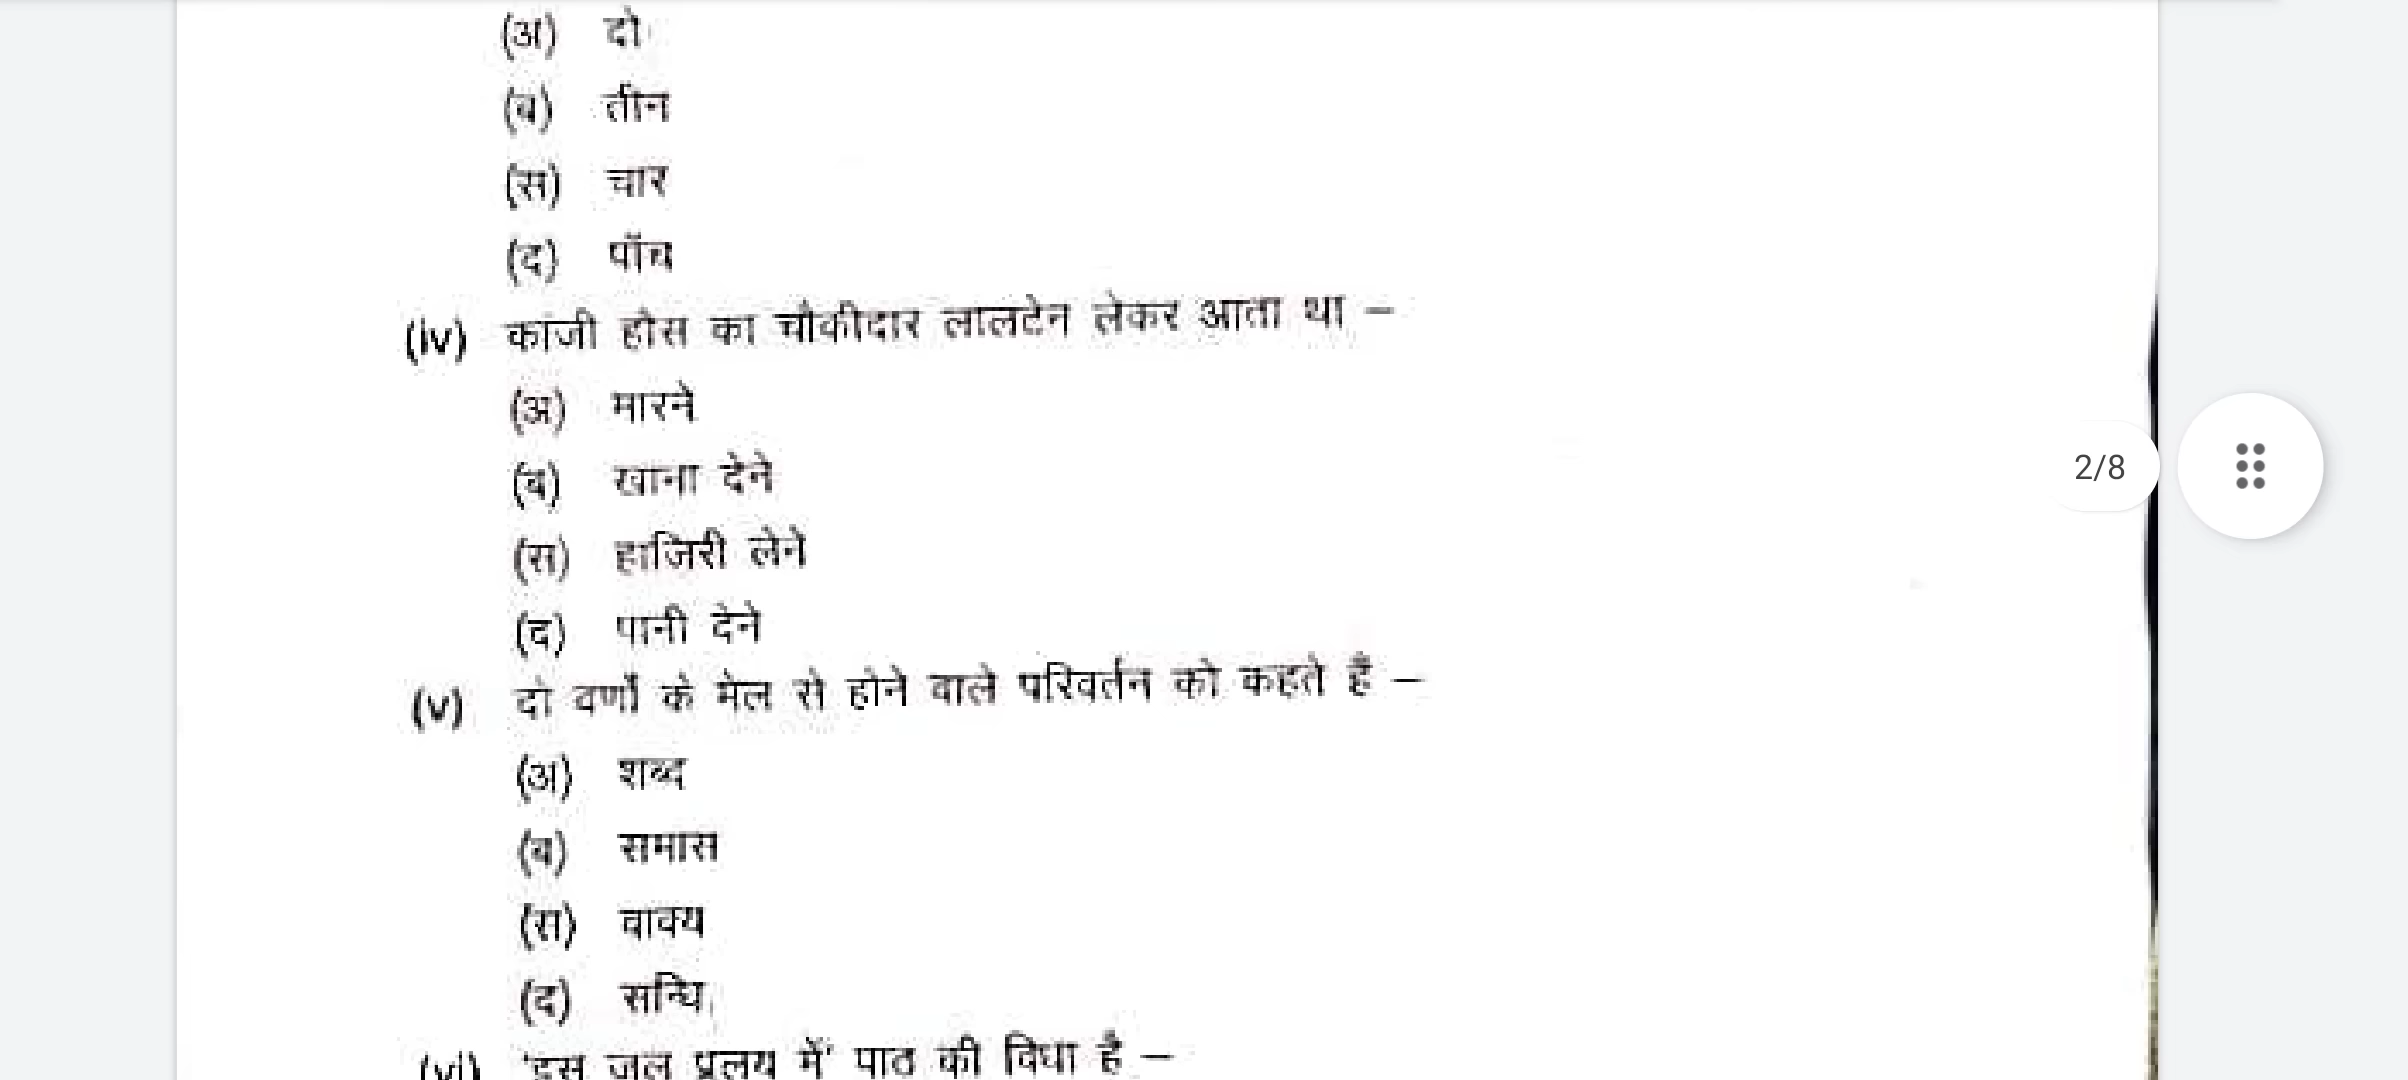 (अ) दो
(ब) तीन
(स) चार
(द) पाँच
(iv) कांजी हौस का चौकीदार लालटेन लेकर आता था –
(अ) मारने
(ब) खाना देने
(स) हाजिरी लेने
(द) पानी देने
(v) दो वर्णों के मेल से होने वाले परिवर्तन को कहते हैं –
(अ) शब्द
(ब) समास
(स) वाक्य
(द) सन्धि
(vi) 'इस जल प्रलय में' पाठ की विधा है –
2/8